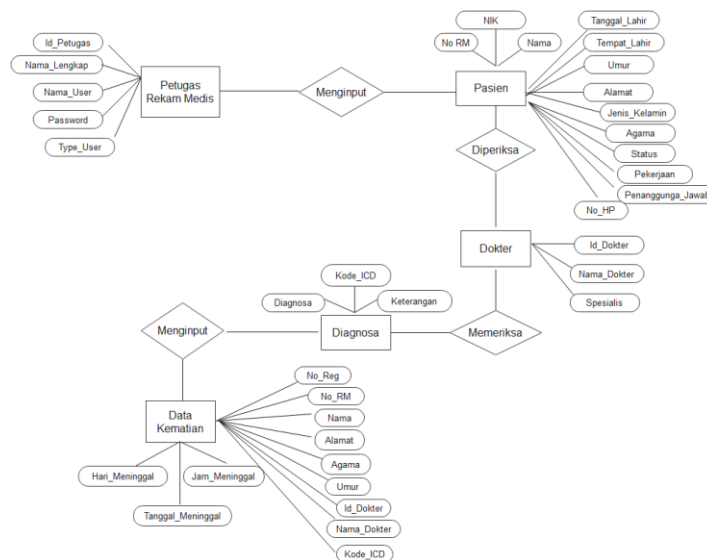 NIK
Tanggal_Lahir
Id_Petugas
No RM
Nama
Tempat_Lahir
Nama_Lengkap
Umur
Petugas
Rekam Medis
Menginput
Pasien
Nama_User
Alamat
Password
Jenis_Kelamin
Agama
Type_User
Diperiksa
Status
Pekerjaan
Penanggunga_Jawab
No_HP
Dokter
Id_Dokter
Nama_Dokter
Kode_ICD
Diagnosa
Keterangan
Spesialis
Menginput
Diagnosa
Memeriksa
No_Reg
No_RM
Data
Kematian
Nama
Alamat
Agama
Hari_Meninggal
Jam_Meninggal
Umur
Id_Dokter
Tanggal_Meninggal
Nama_Dokter
Kode_ICD